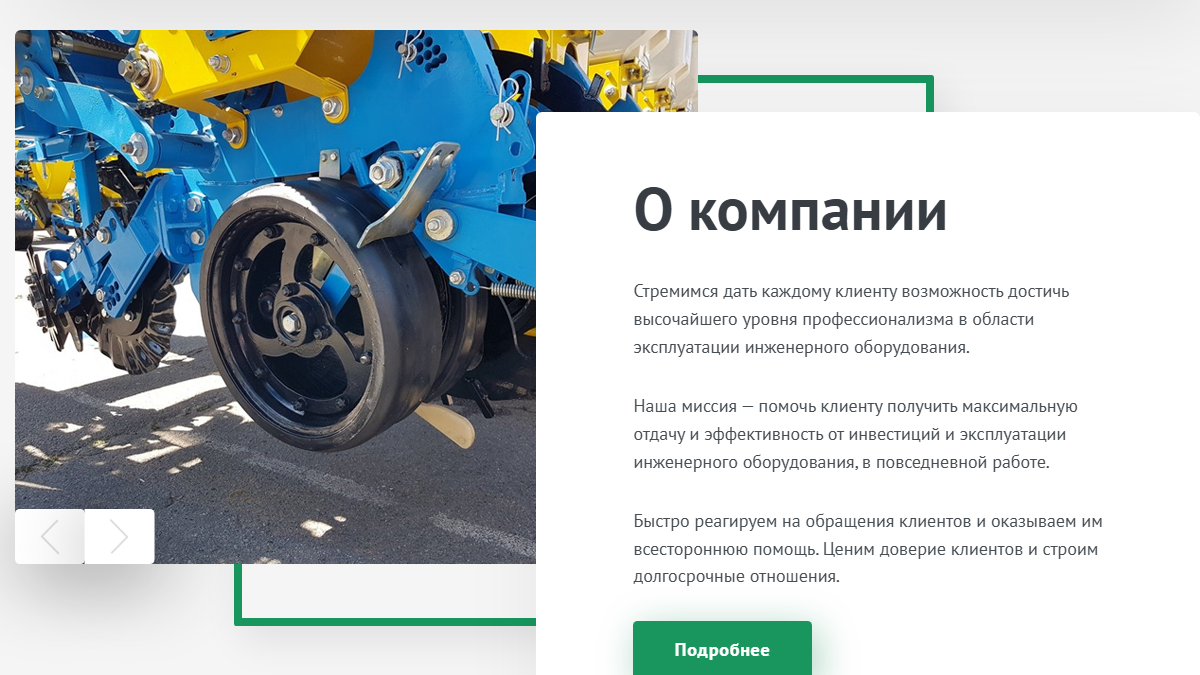 О компании
Стремимся дать каждому клиенту возможность достичь
высочайшего уровня профессионализма в области
эксплуатации инженерного оборудования.
Наша миссия — помочь клиенту получить максимальную
отдачу и эффективность от инвестиций и эксплуатации
инженерного оборудования, в повседневной работе.
Быстро реагируем на обращения клиентов и оказываем им
всестороннюю помощь. Ценим доверие клиентов и строим
долгосрочные отношения.
Подробнее